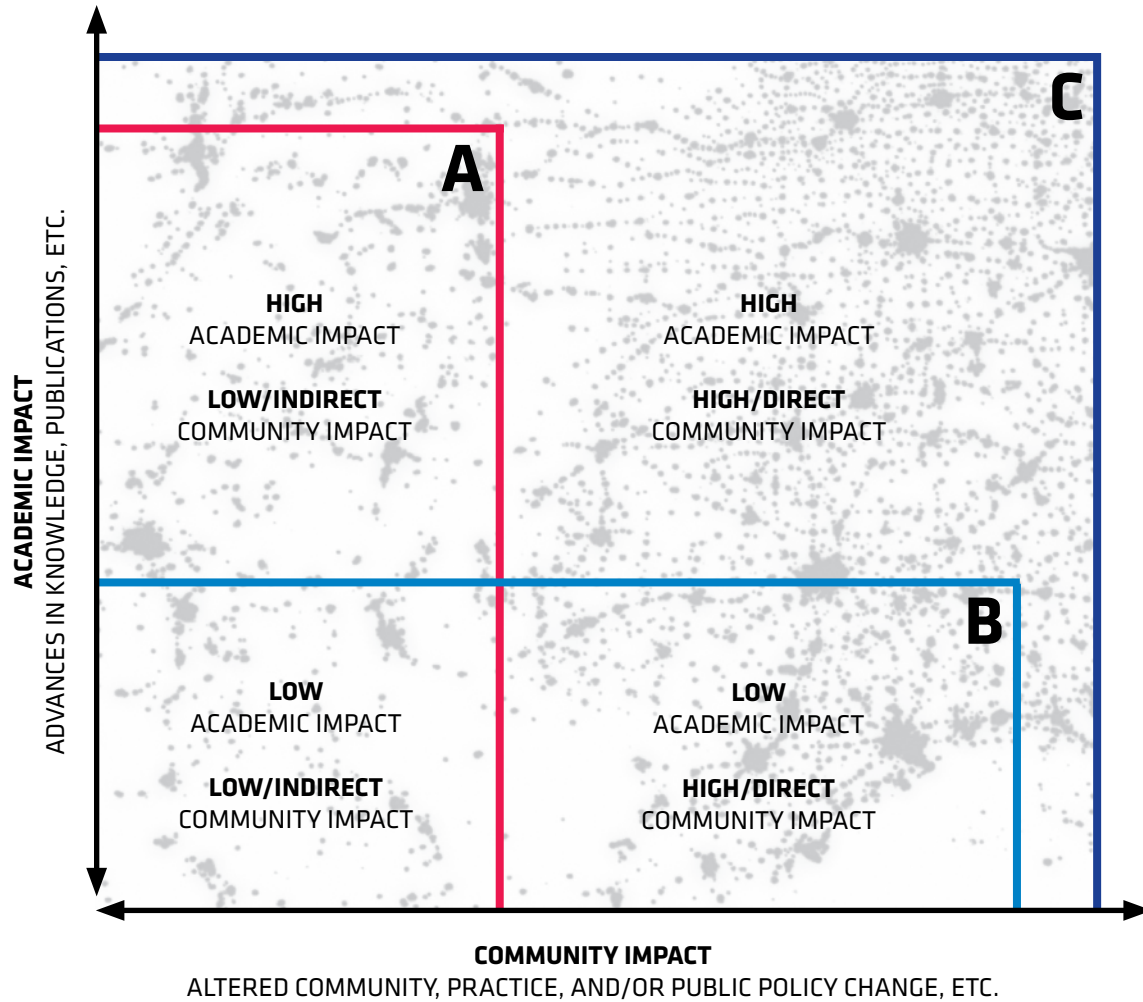 C
A
HIGH
ACADEMIC IMPACT
LOW/INDIRECT
COMMUNITY IMPACT
HIGH
ACADEMIC IMPACT
HIGH/DIRECT
COMMUNITY IMPACT
ACADEMIC IMPACT
ADVANCES IN KNOWLEDGE, PUBLICATIONS, ETC.
B
LOW
ACADEMIC IMPACT
LOW/INDIRECT
COMMUNITY IMPACT
LOW
ACADEMIC IMPACT
HIGH/DIRECT
COMMUNITY IMPACT
COMMUNITY IMPACT
ALTERED COMMUNITY, PRACTICE, AND/OR PUBLIC POLICY CHANGE, ETC.